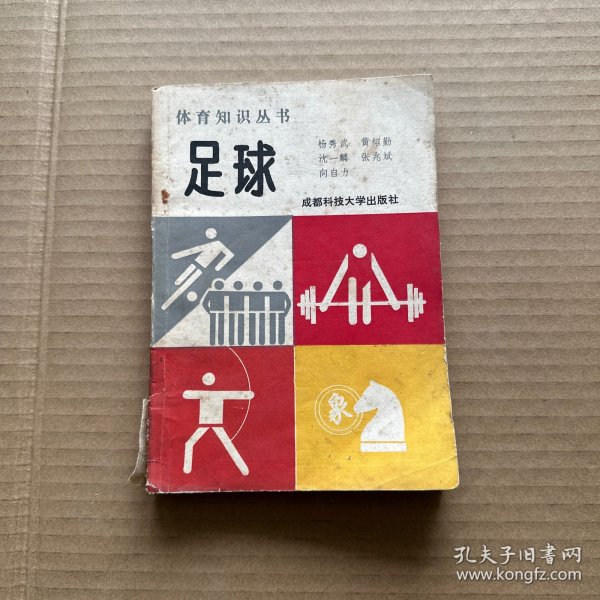 体育知识丛书
足球
杨秀武 黄绍勤
沈一麟 张兆斌
向自力
成都科技大学出版社
象
孔夫子旧书网
www.kongfz.com